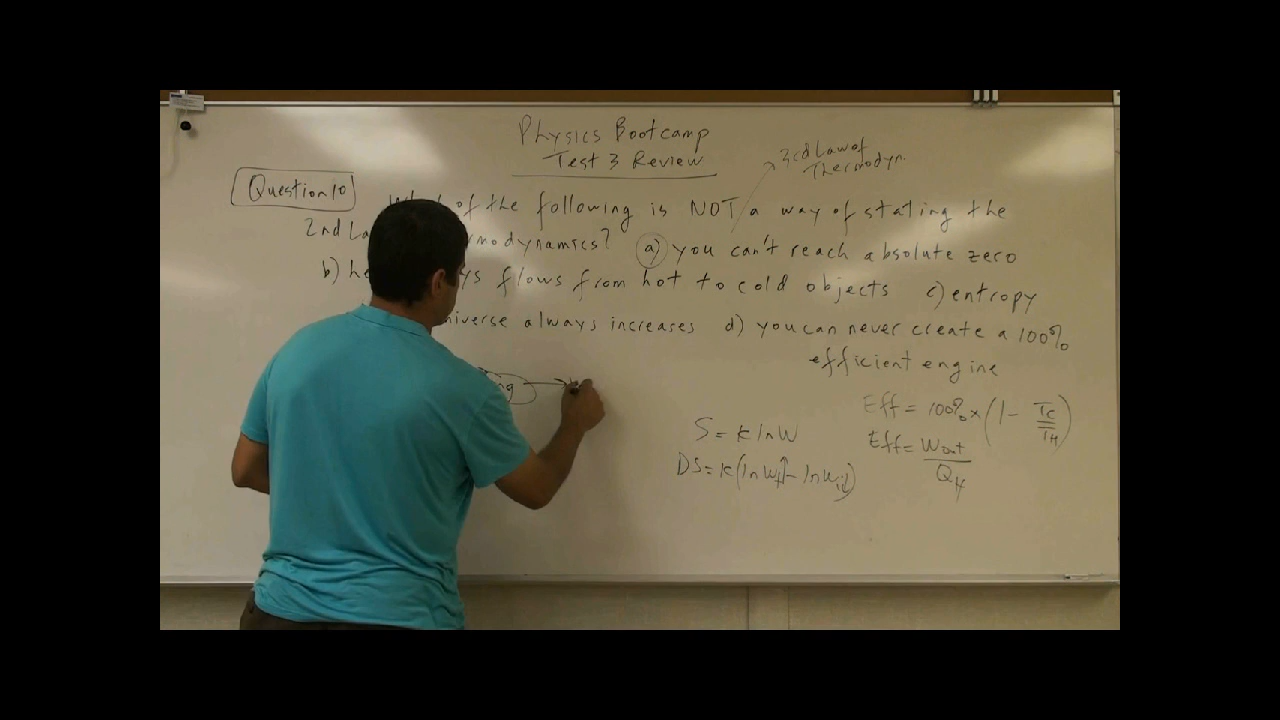 Physics Bootcamp
Test 3 Review
3rd Law of
Thermodyn.
Question 10
of the following is NOT a way of stating the
2nd La modynamics? a) you can't reach absolute zero
b) he ys flows from hot to cold objects c) entropy
niverse always increases d) you can never create a 100%
efficient engine
Eff = 100% × (1 - Tc/TH)
S = k ln W
Eff = Wout/QH
DS = k(ln Wf - ln Wi)